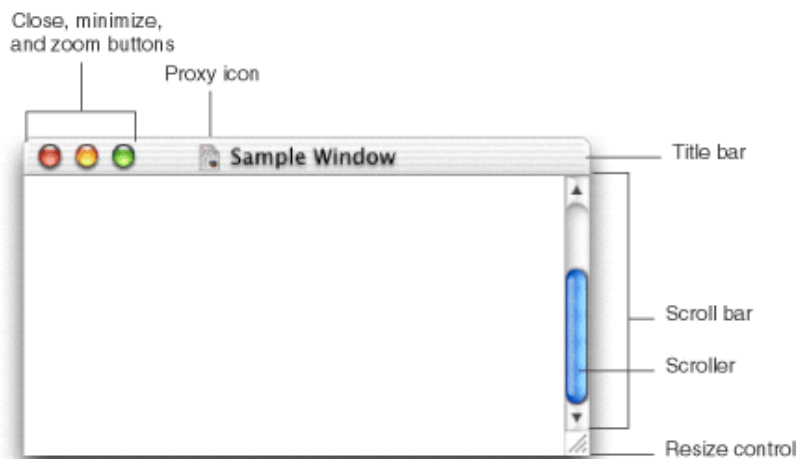 Close, minimize,
and zoom buttons
Proxy icon
Sample Window
Title bar
Scroll bar
Scroller
Resize control